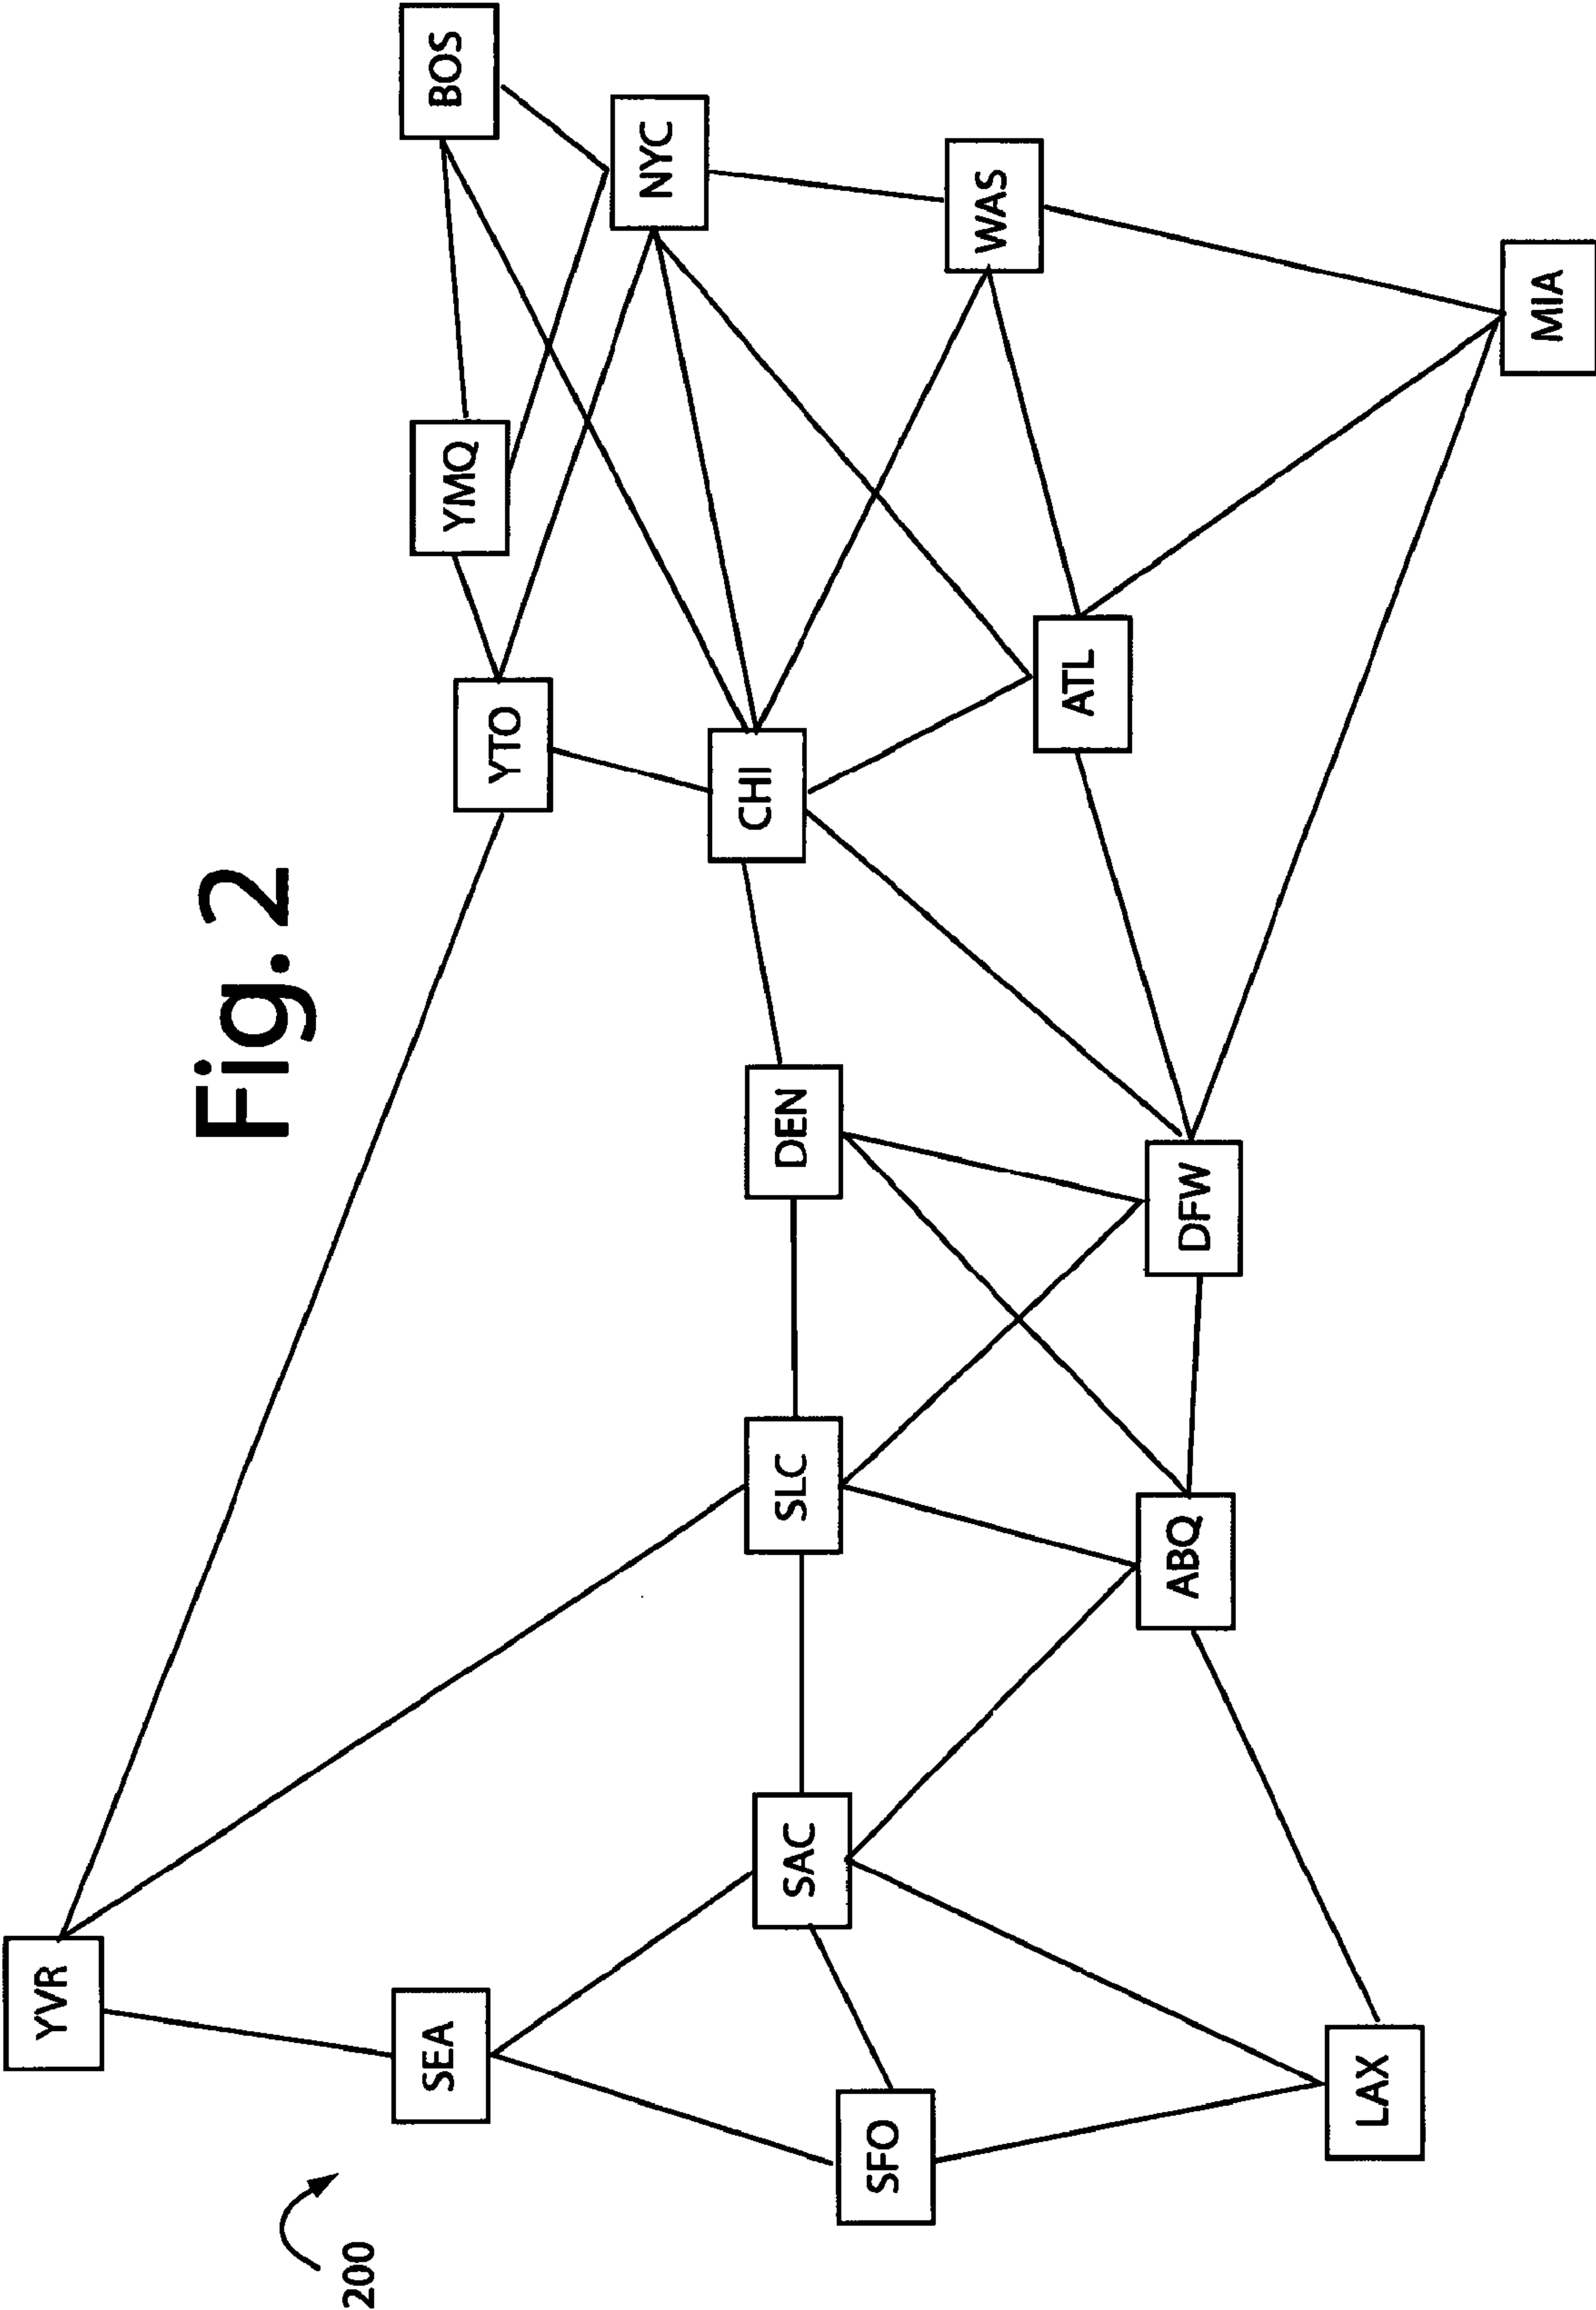 Fig. 2
200
YVR
SEA
SFO
LAX
SAC
SLC
ABQ
DEN
DFW
YTO
CHI
ATL
YMQ
BOS
NYC
WAS
MIA